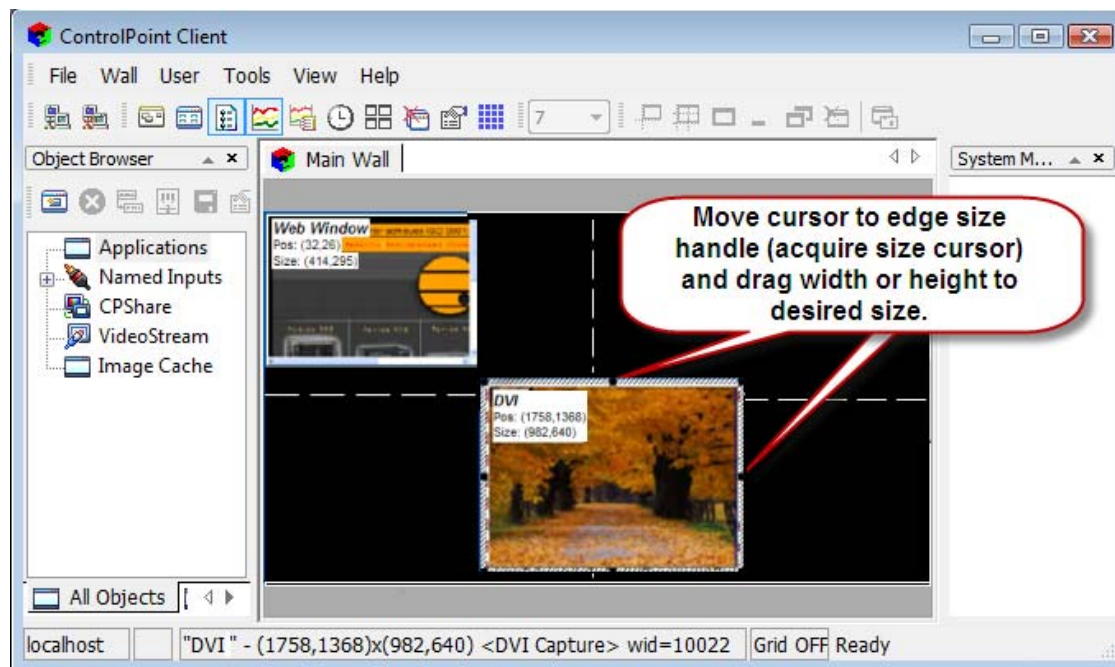 ControlPoint Client
File Wall User Tools View Help
7
Object Browser
Main Wall
System M...
Applications
Named Inputs
CPShare
VideoStream
Image Cache
Web Window
Pos: (32,26)
Size: (414,295)
Move cursor to edge size
handle (acquire size cursor)
and drag width or height to
desired size.
DVI
Pos: (1758,1368)
Size: (982,640)
All Objects
localhost
"DVI " - (1758,1368)x(982,640) <DVI Capture> wid=10022
Grid OFF
Ready